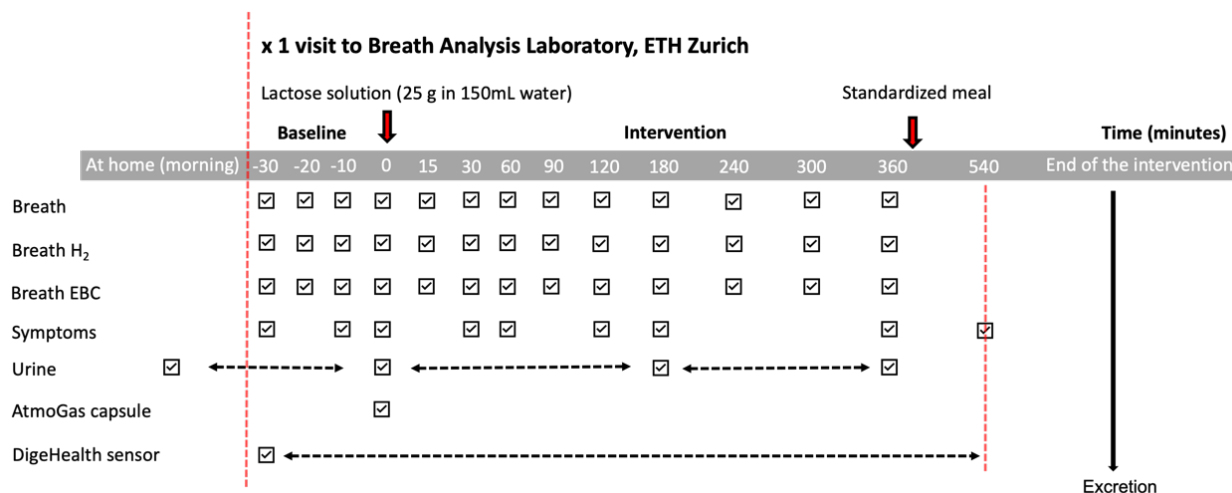 x 1 visit to Breath Analysis Laboratory, ETH Zurich
Lactose solution (25 g in 150mL water)
Standardized meal
Baseline
Intervention
Time (minutes)
At home (morning) -30 -20 -10 0 15 30 60 90 120 180 240 300 360 540 End of the intervention
Breath
Breath H₂
Breath EBC
Symptoms
Urine
AtmoGas capsule
DigeHealth sensor
Excretion